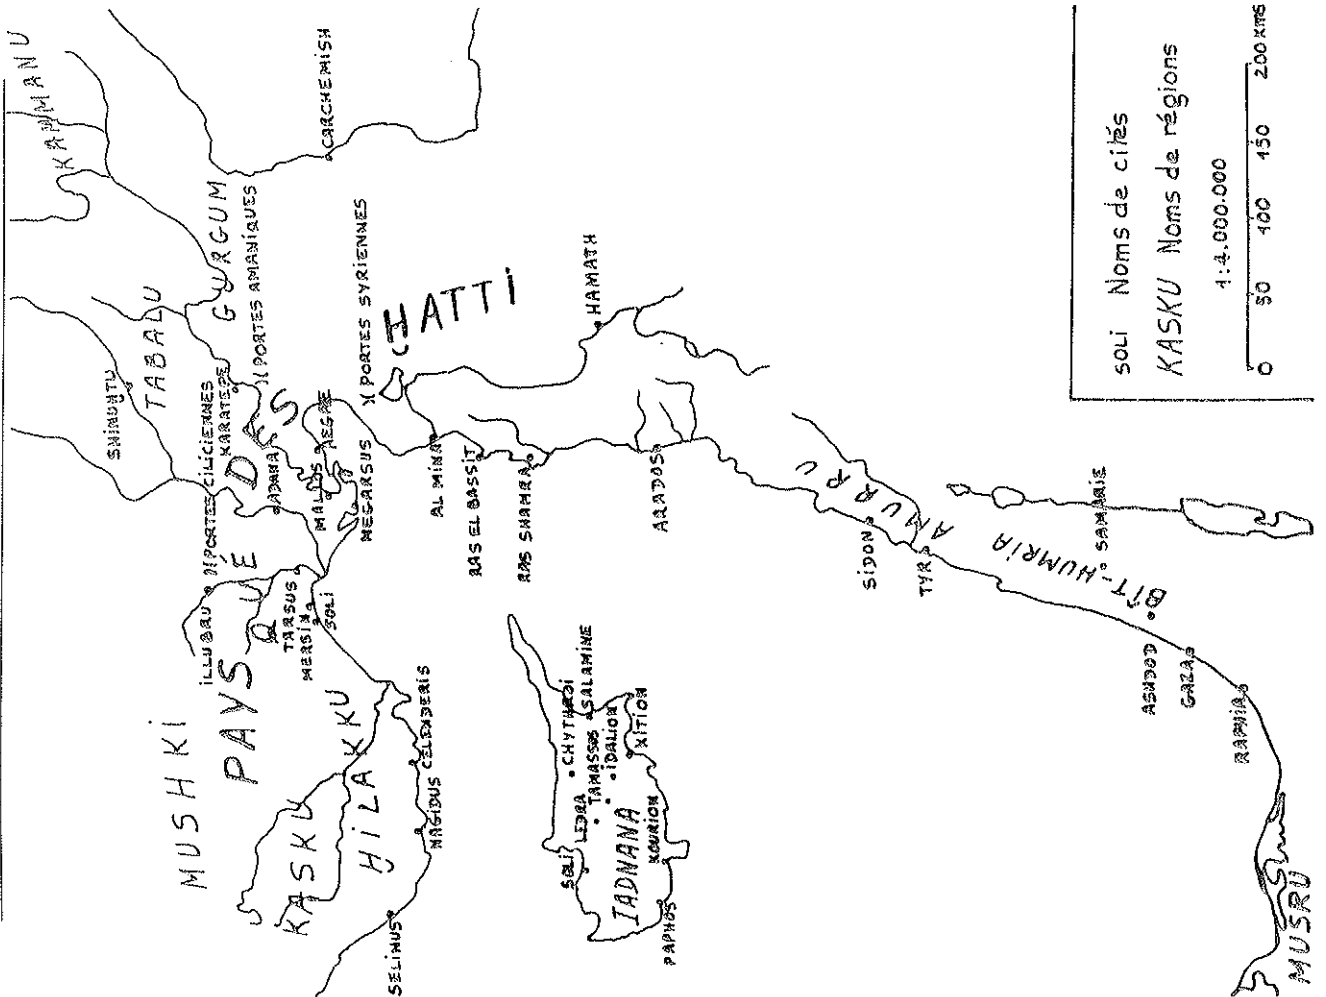 KAMMANU
MUSHKI
PAYS DES
QUÉ
TABALU
GURGUM
KASKU
HILAKKU
HATTI
SHINUHTU
ILLUBRU
PORTES CILICIENNES
KARATEPE
PORTES AMANIQUES
CARCHEMISH
PORTES SYRIENNES
ADANA
MALLOS
AEGAE
MEGARSUS
TARSUS
MERSIN
SOLI
SELINUS
NAGIDUS
CELENDERIS
AL MINA
RAS EL BASSIT
RAS SHAMRA
HAMATH
ARADOS
SOLI
LEDRA
CHYTHROI
TAMASSOS
SALAMINE
IDALION
KITION
IADNANA
KOURION
PAPHOS
AMURRU
SIDON
TYR
BÎT-HUMRIA
SAMARIE
ASHDOD
GAZA
RAPHIA
MUSRU
SOLI Noms de cités
KASKU Noms de régions
1:4.000.000
0 50 100 150 200 KMS